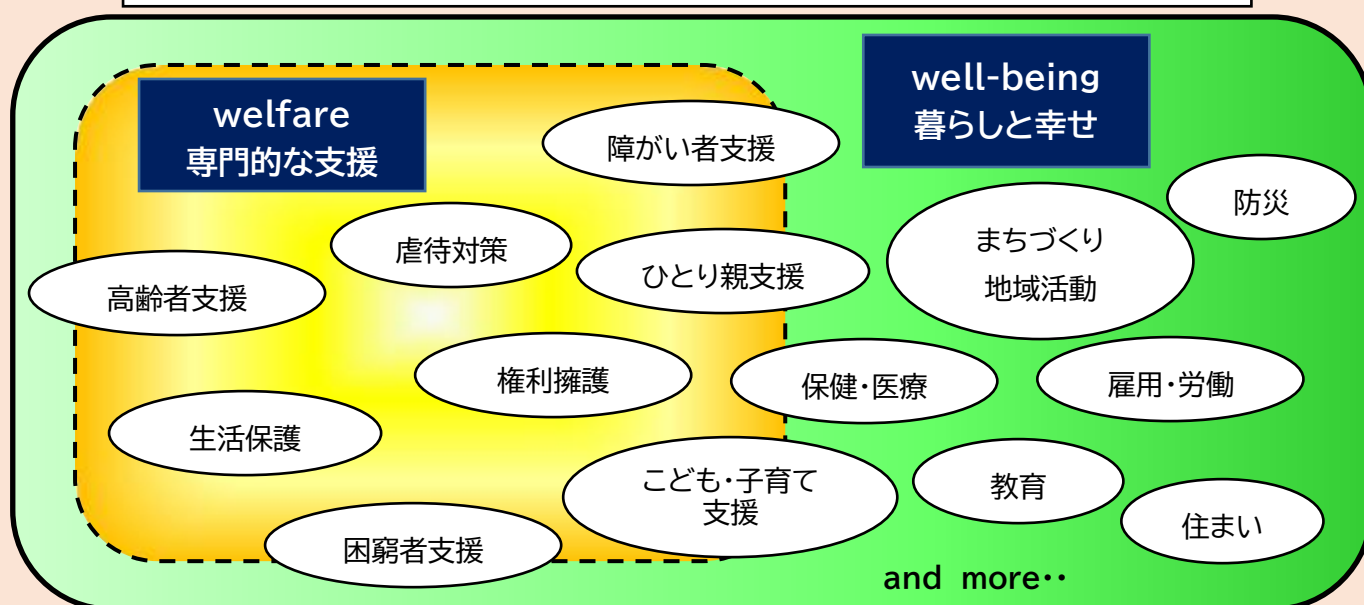 welfare
専門的な支援
well-being
暮らしと幸せ
障がい者支援
防災
虐待対策
ひとり親支援
まちづくり
地域活動
高齢者支援
権利擁護
保健・医療
雇用・労働
生活保護
こども・子育て
支援
教育
住まい
困窮者支援
and more・・